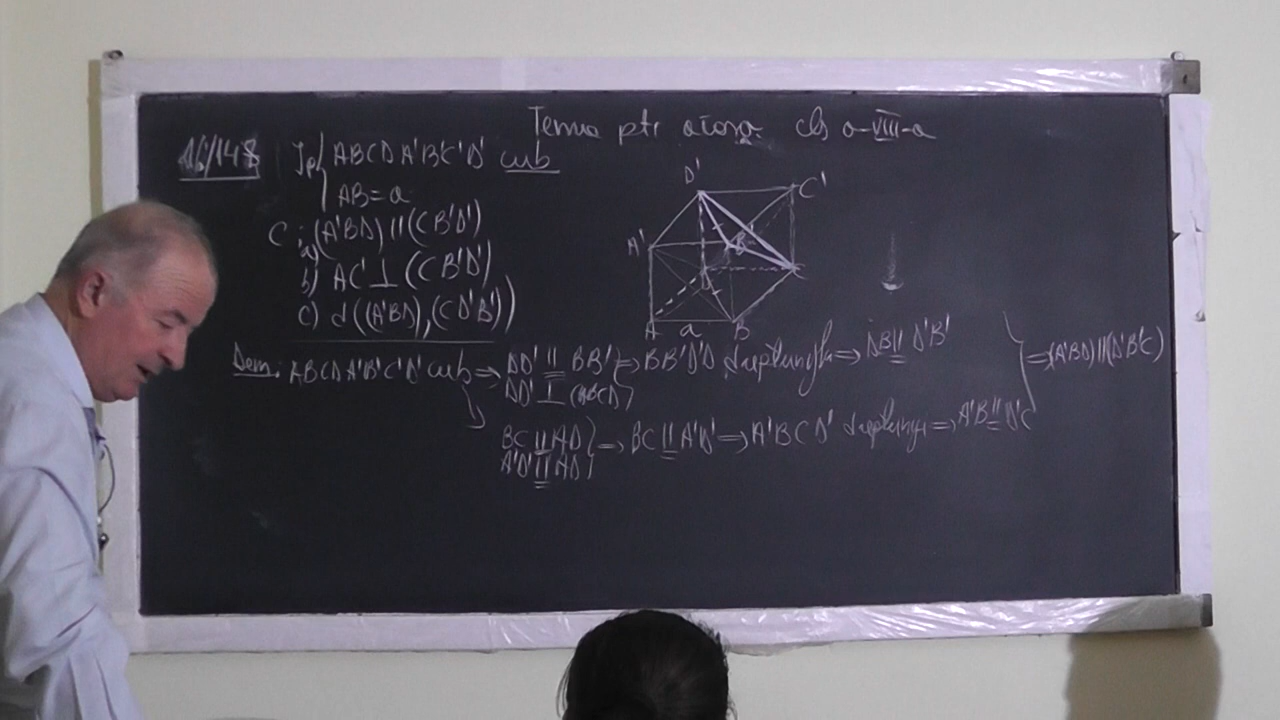 Tema ptr acasa cls a-VIII-a
16/148 Ip ABCDA'B'C'D' cub
AB = a
C: a) (A'BD) || (CB'D')
b) AC' ⊥ (CB'D')
c) d((A'BD), (CD'B'))
D' C'
A' B'
D C
A a B
Dem: ABCDA'B'C'D' cub ⇒ DD' || BB' ⇒ BB'D'D dreptunghi ⇒ DB || D'B'
DD' ⊥ (ABCD)
⇒ (A'BD) || (D'B'C)
BC || AD ⇒ BC || A'D' ⇒ A'BCD' dreptunghi ⇒ A'B || D'C
A'D' || AD